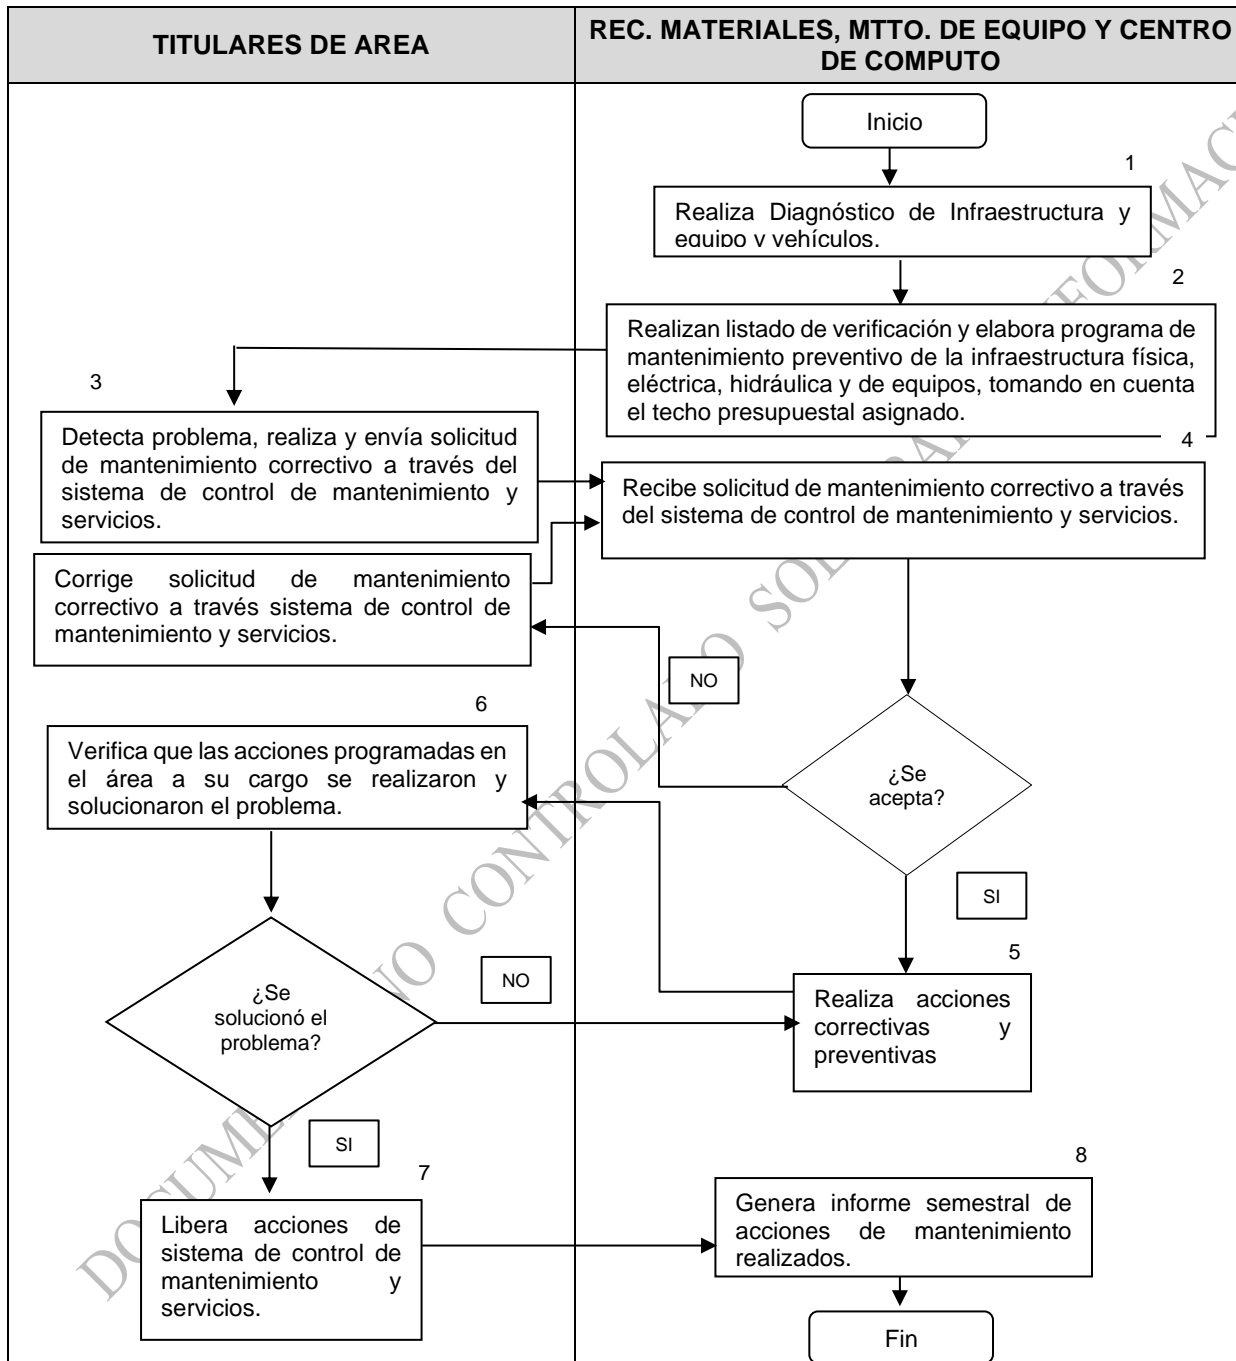 TITULARES DE AREA
REC. MATERIALES, MTTO. DE EQUIPO Y CENTRO
DE COMPUTO
Inicio
1
Realiza Diagnóstico de Infraestructura y
equipo y vehículos.
2
Realizan listado de verificación y elabora programa de
mantenimiento preventivo de la infraestructura física,
eléctrica, hidráulica y de equipos, tomando en cuenta
el techo presupuestal asignado.
3
Detecta problema, realiza y envía solicitud
de mantenimiento correctivo a través del
sistema de control de mantenimiento y
servicios.
4
Recibe solicitud de mantenimiento correctivo a través
del sistema de control de mantenimiento y servicios.
Corrige solicitud de mantenimiento
correctivo a través sistema de control de
mantenimiento y servicios.
NO
¿Se
acepta?
SI
6
Verifica que las acciones programadas en
el área a su cargo se realizaron y
solucionaron el problema.
5
Realiza acciones
correctivas y
preventivas
¿Se
solucionó el
problema?
NO
SI
7
Libera acciones de
sistema de control de
mantenimiento y
servicios.
8
Genera informe semestral de
acciones de mantenimiento
realizados.
Fin
NO CONTROLADO